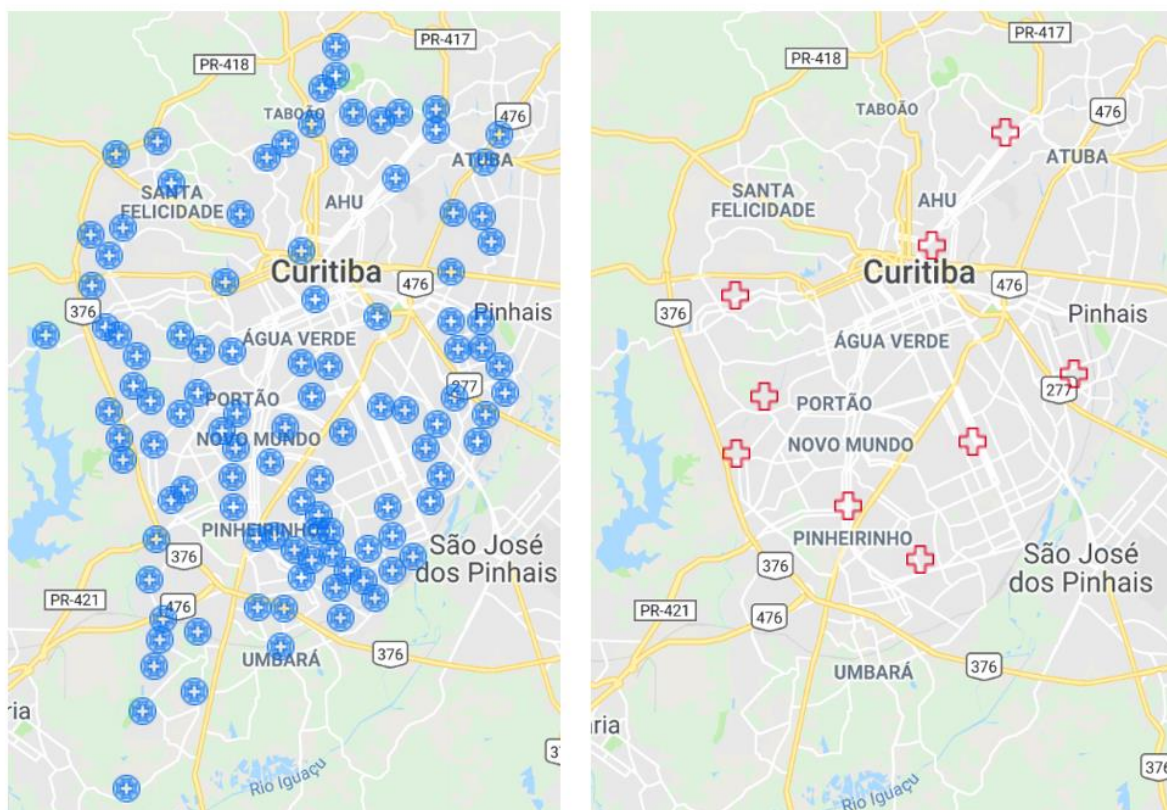 PR-417
PR-418
TABOÃO
476
ATUBA
SANTA
FELICIDADE
AHU
Curitiba
476
376
Pinhais
ÁGUA VERDE
277
PORTÃO
NOVO MUNDO
PINHEIRINHO
São José
dos Pinhais
376
PR-421
476
UMBARÁ
376
ria
Rio Iguaçu
37
PR-417
PR-418
TABOÃO
476
ATUBA
SANTA
FELICIDADE
AHU
Curitiba
476
376
Pinhais
ÁGUA VERDE
277
PORTÃO
NOVO MUNDO
PINHEIRINHO
São José
dos Pinhais
376
PR-421
476
UMBARÁ
376
ria
Rio Iguaçu
376